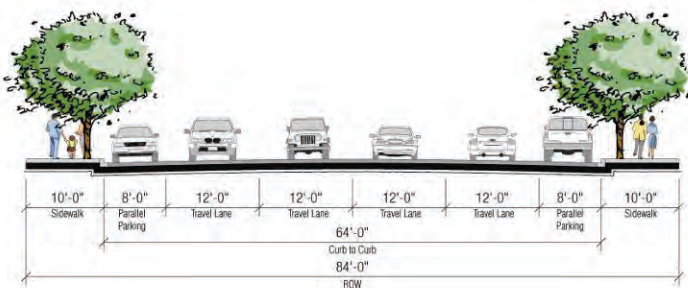 10'-0" 8'-0" 12'-0" 12'-0" 12'-0" 12'-0" 8'-0" 10'-0"
Sidewalk Parallel Parking Travel Lane Travel Lane Travel Lane Travel Lane Parallel Parking Sidewalk
64'-0"
Curb to Curb
84'-0"
ROW